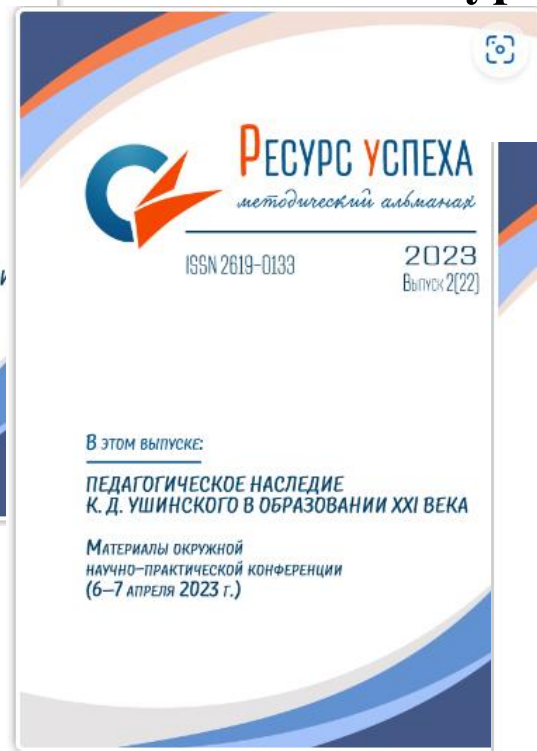 РЕСУРС УСПЕХА
методический альманах
ISSN 2619-0133
2023
Выпуск 2[22]
В ЭТОМ ВЫПУСКЕ:
ПЕДАГОГИЧЕСКОЕ НАСЛЕДИЕ
К. Д. УШИНСКОГО В ОБРАЗОВАНИИ XXI ВЕКА
МАТЕРИАЛЫ ОКРУЖНОЙ
НАУЧНО-ПРАКТИЧЕСКОЙ КОНФЕРЕНЦИИ
(6–7 АПРЕЛЯ 2023 г.)